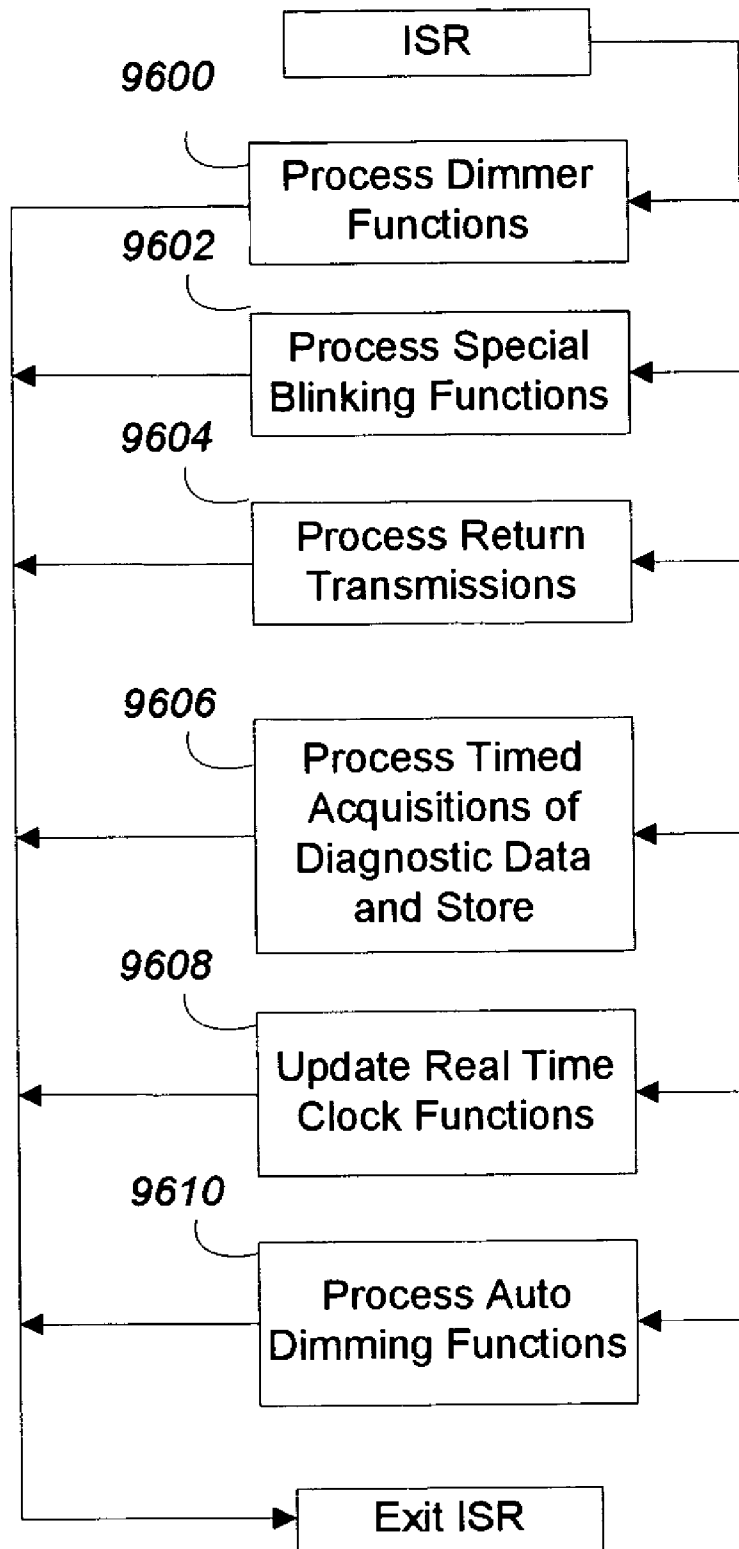 ISR
9600
Process Dimmer
Functions
9602
Process Special
Blinking Functions
9604
Process Return
Transmissions
9606
Process Timed
Acquisitions of
Diagnostic Data
and Store
9608
Update Real Time
Clock Functions
9610
Process Auto
Dimming Functions
Exit ISR